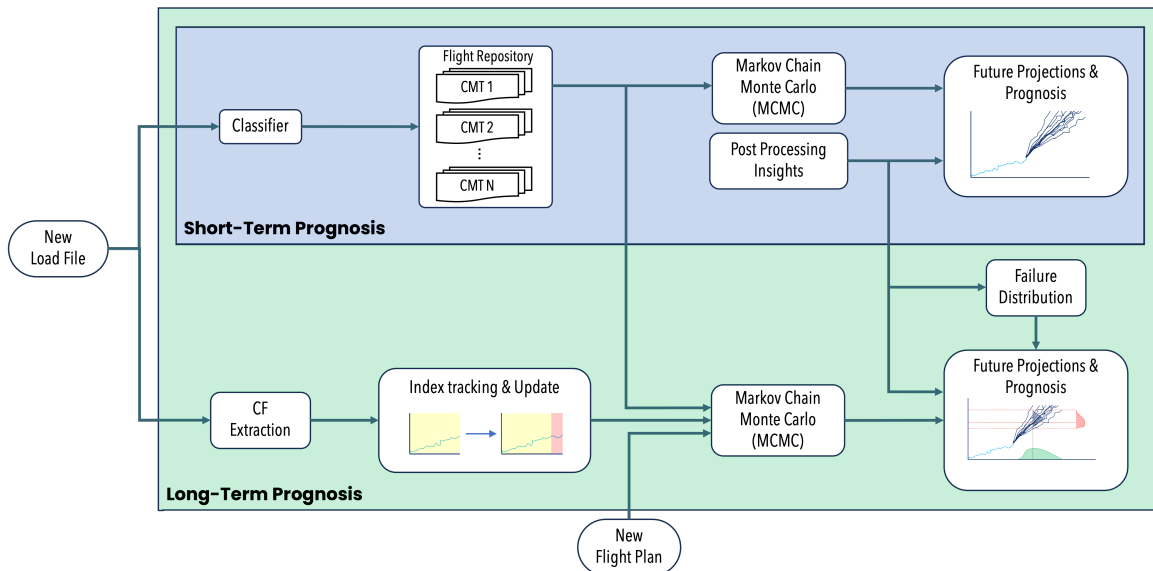 Flight Repository
CMT 1
CMT 2
⋮
CMT N
Classifier
Markov Chain
Monte Carlo
(MCMC)
Post Processing
Insights
Future Projections &
Prognosis
Short-Term Prognosis
New
Load File
Failure
Distribution
CF
Extraction
Index tracking & Update
Markov Chain
Monte Carlo
(MCMC)
Future Projections &
Prognosis
Long-Term Prognosis
New
Flight Plan